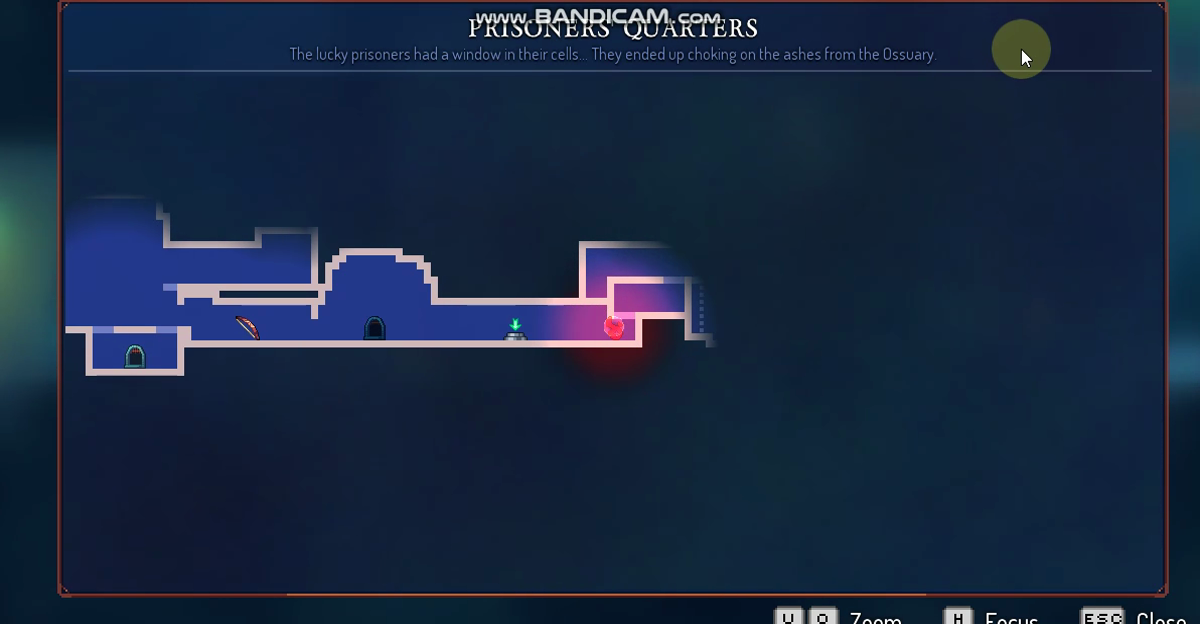 www.BANDICAM.com
PRISONERS' QUARTERS
The lucky prisoners had a window in their cells... They ended up choking on the ashes from the Ossuary.
Zoom
H Focus
ESC Close